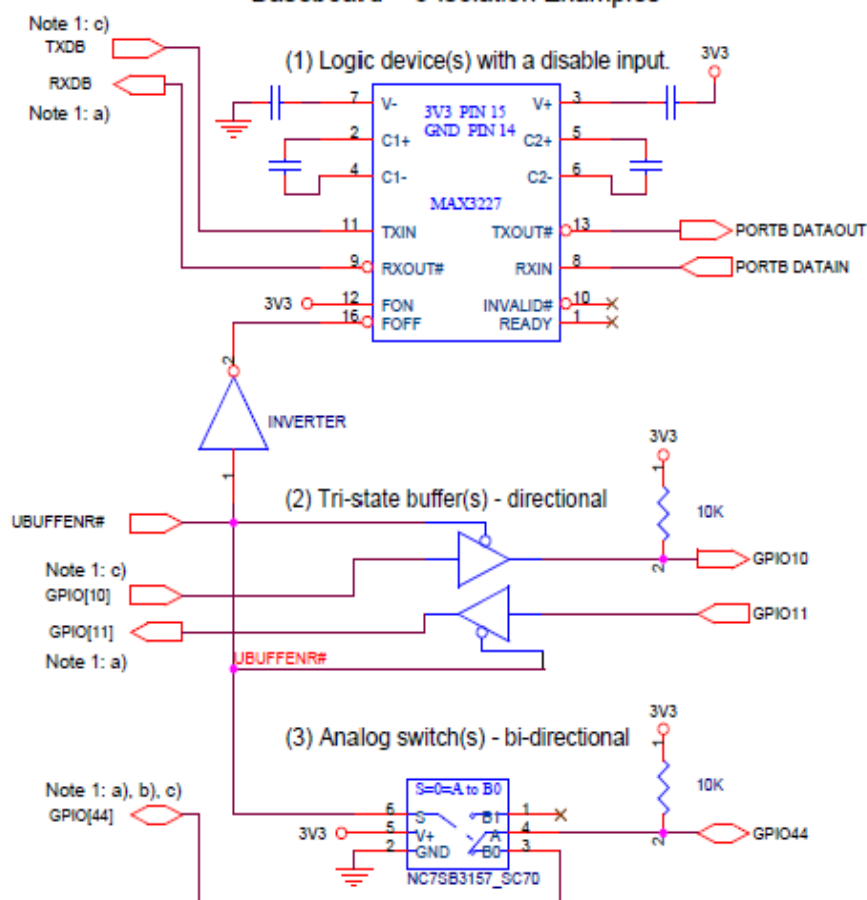 Note 1: c)
TXDB
RXDB
Note 1: a)
(1) Logic device(s) with a disable input.
3V3
7
V-
3V3 PIN 15
GND PIN 14
V+
3
2
C1+
C2+
5
4
C1-
C2-
6
MAX3227
11
TXIN
TXOUT#
13
PORTB DATAOUT
9
RXOUT#
RXIN
8
PORTB DATAIN
3V3
12
FON
INVALID#
10
16
FOFF
READY
1
2
INVERTER
1
(2) Tri-state buffer(s) - directional
3V3
1
10K
2
UBUFFENR#
Note 1: c)
GPIO[10]
GPIO10
GPIO[11]
GPIO11
Note 1: a)
UBUFFENR#
(3) Analog switch(s) - bi-directional
3V3
1
10K
2
Note 1: a), b), c)
GPIO[44]
S=0=A to B0
6
S
B1
1
3V3
5
V+
A
4
GPIO44
2
GND
B0
3
NC7SB3157_SC70